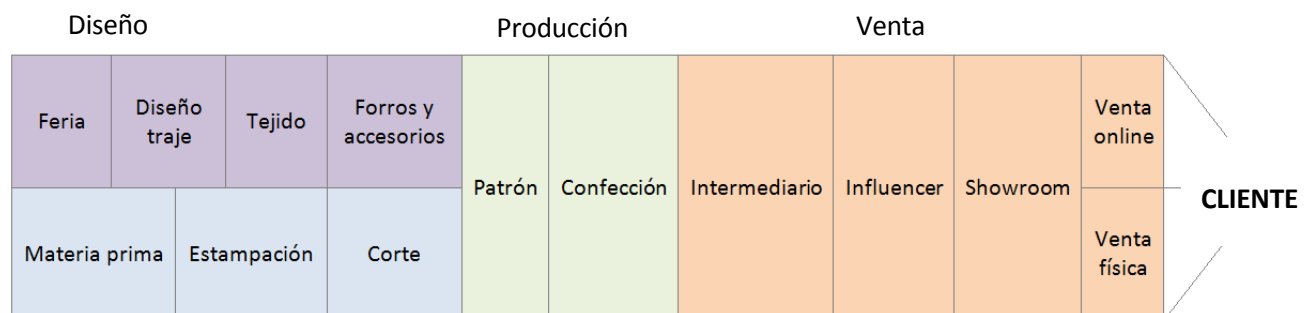 Diseño
Producción
Venta
Feria
Diseño
traje
Tejido
Forros y
accesorios
Patrón
Confección
Intermediario
Influencer
Showroom
Venta
online
CLIENTE
Materia prima
Estampación
Corte
Venta
física